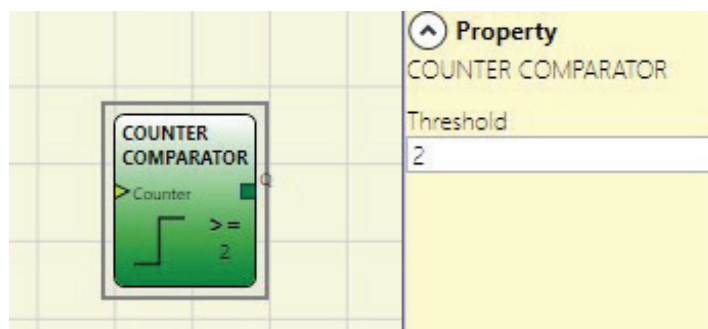 COUNTER
COMPARATOR
Counter
Q
>=
2
Property
COUNTER COMPARATOR
Threshold
2